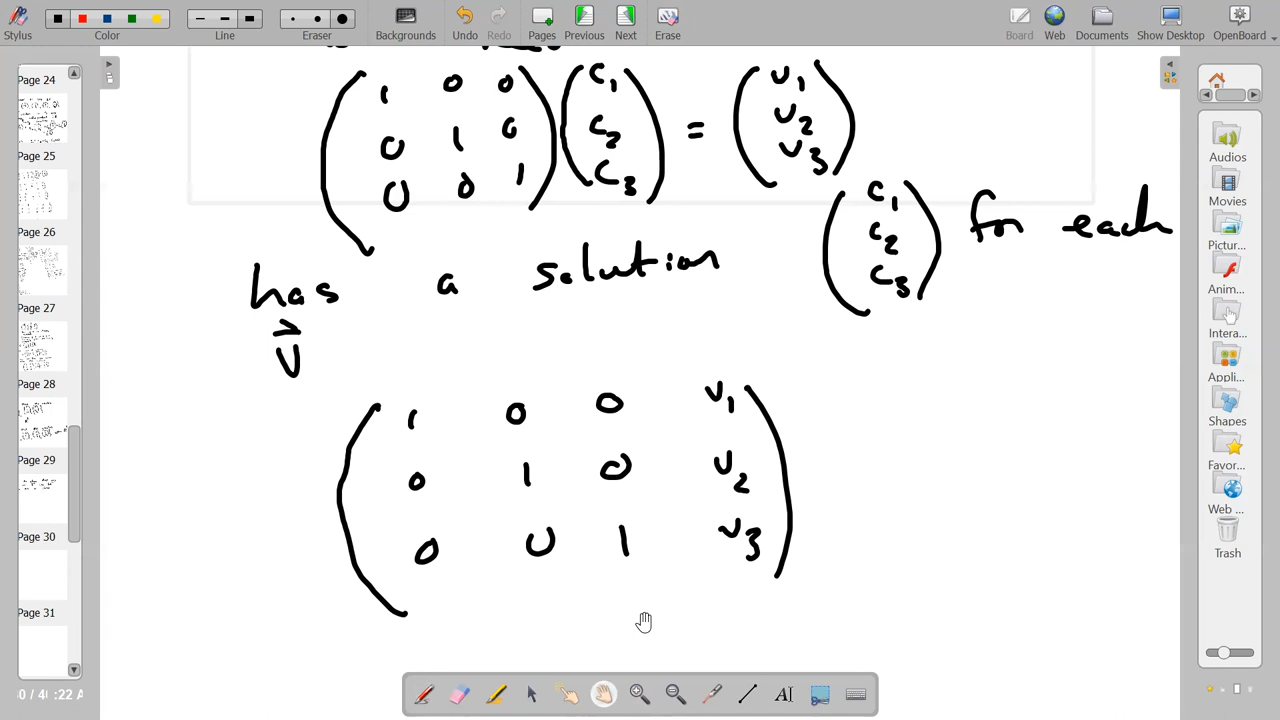 Stylus
Color
Line
Eraser
Backgrounds
Undo
Redo
Pages
Previous
Next
Erase
Board
Web
Documents
Show Desktop
OpenBoard
Page 24
Page 25
Page 26
Page 27
Page 28
Page 29
Page 30
Page 31
1 0 0 c1 v1
0 1 0 c2 = v2
0 0 1 c3 v3
has a solution
c1
c2
c3
for each
v
1 0 0 v1
0 1 0 v2
0 0 1 v3
Audios
Movies
Pictur...
Anim...
Intera...
Appli...
Shapes
Favor...
Web ...
Trash